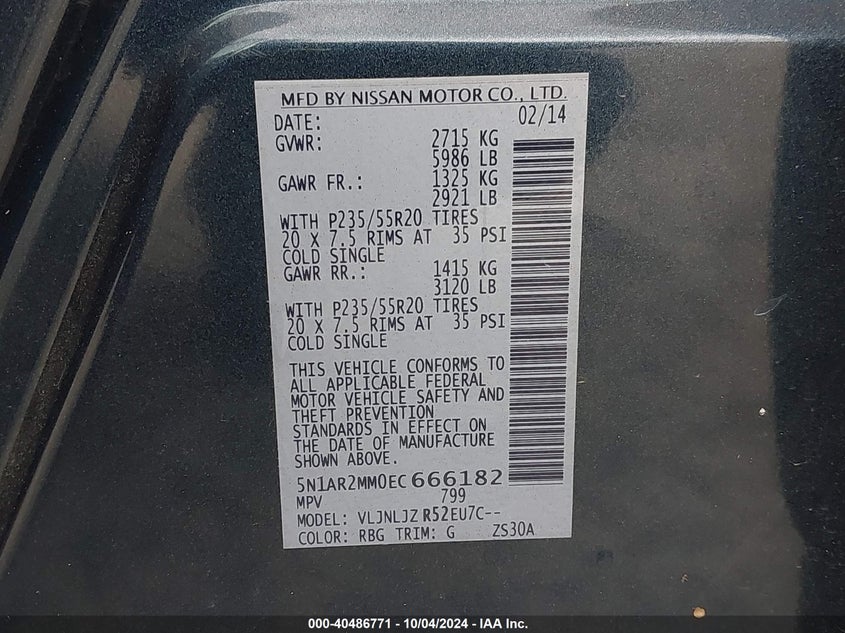 MFD BY NISSAN MOTOR CO., LTD.
DATE: 02/14
GVWR: 2715 KG
5986 LB
GAWR FR.: 1325 KG
2921 LB
WITH P235/55R20 TIRES
20 X 7.5 RIMS AT 35 PSI
COLD SINGLE
GAWR RR.: 1415 KG
3120 LB
WITH P235/55R20 TIRES
20 X 7.5 RIMS AT 35 PSI
COLD SINGLE
THIS VEHICLE CONFORMS TO
ALL APPLICABLE FEDERAL
MOTOR VEHICLE SAFETY AND
THEFT PREVENTION
STANDARDS IN EFFECT ON
THE DATE OF MANUFACTURE
SHOWN ABOVE.
5N1AR2MM0EC666182
MPV 799
MODEL: VLJNLJZ R52EU7C--
COLOR: RBG TRIM: G ZS30A
000-40486771 - 10/04/2024 - IAA Inc.